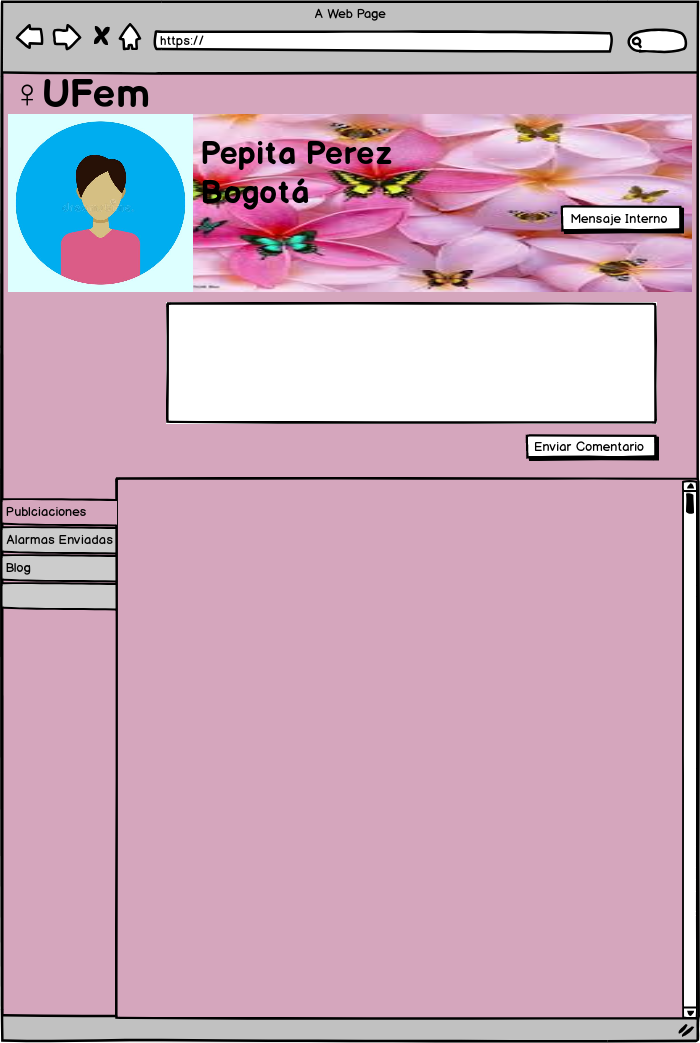 A Web Page
https://
♀UFem
Pepita Perez
Bogotá
Mensaje Interno
Enviar Comentario
Publciaciones
Alarmas Enviadas
Blog